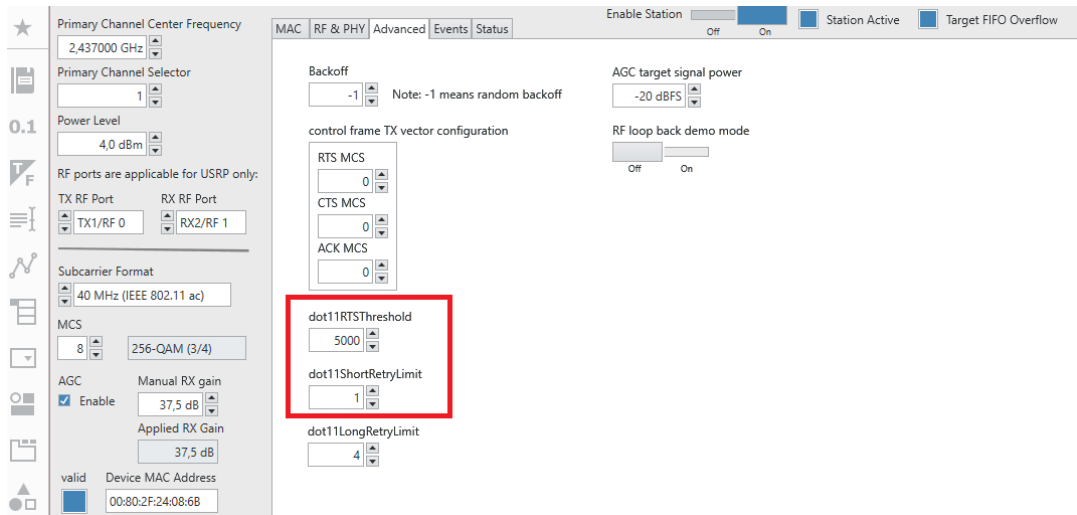 Primary Channel Center Frequency
2,437000 GHz
Primary Channel Selector
1
Power Level
4,0 dBm
RF ports are applicable for USRP only:
TX RF Port RX RF Port
TX1/RF 0 RX2/RF 1
Subcarrier Format
40 MHz (IEEE 802.11 ac)
MCS
8 256-QAM (3/4)
AGC Manual RX gain
Enable 37,5 dB
Applied RX Gain
37,5 dB
valid Device MAC Address
00:80:2F:24:08:6B
0.1
T
F
MAC RF & PHY Advanced Events Status
Enable Station Off On Station Active Target FIFO Overflow
Backoff
-1 Note: -1 means random backoff
control frame TX vector configuration
RTS MCS
0
CTS MCS
0
ACK MCS
0
dot11RTSThreshold
5000
dot11ShortRetryLimit
1
dot11LongRetryLimit
4
AGC target signal power
-20 dBFS
RF loop back demo mode
Off On